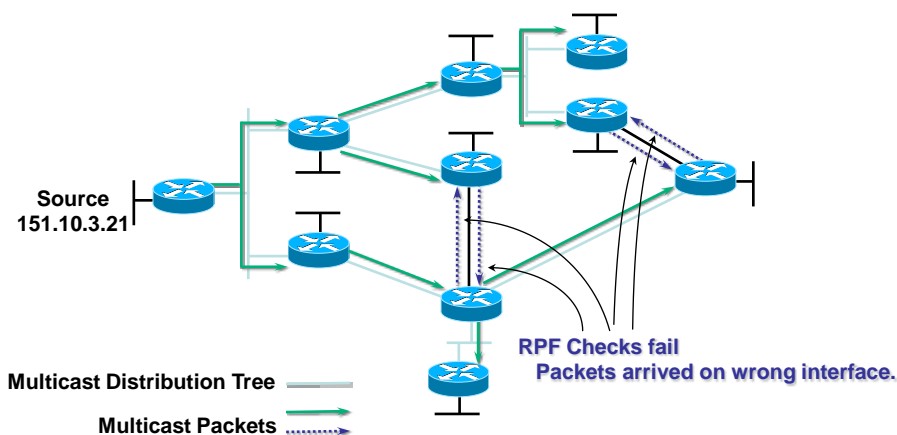 Source
151.10.3.21
RPF Checks fail
Packets arrived on wrong interface.
Multicast Distribution Tree
Multicast Packets